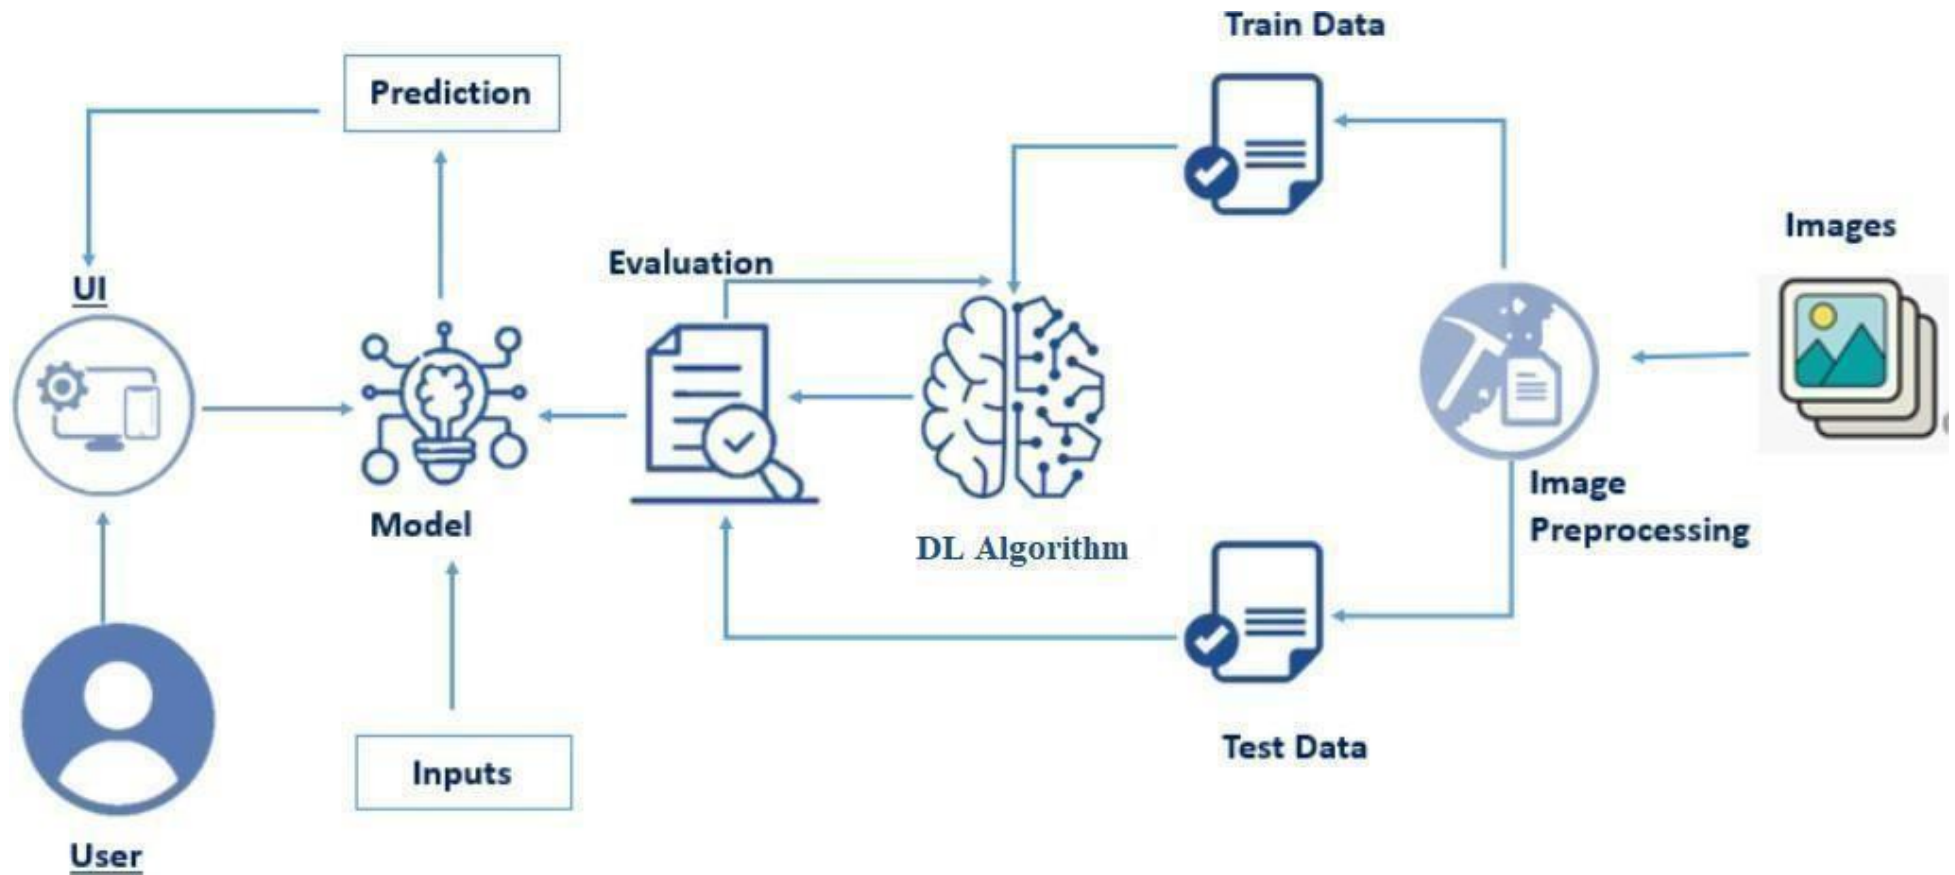 Train Data
Prediction
Images
Evaluation
UI
Image
Preprocessing
Model
DL Algorithm
Test Data
Inputs
User